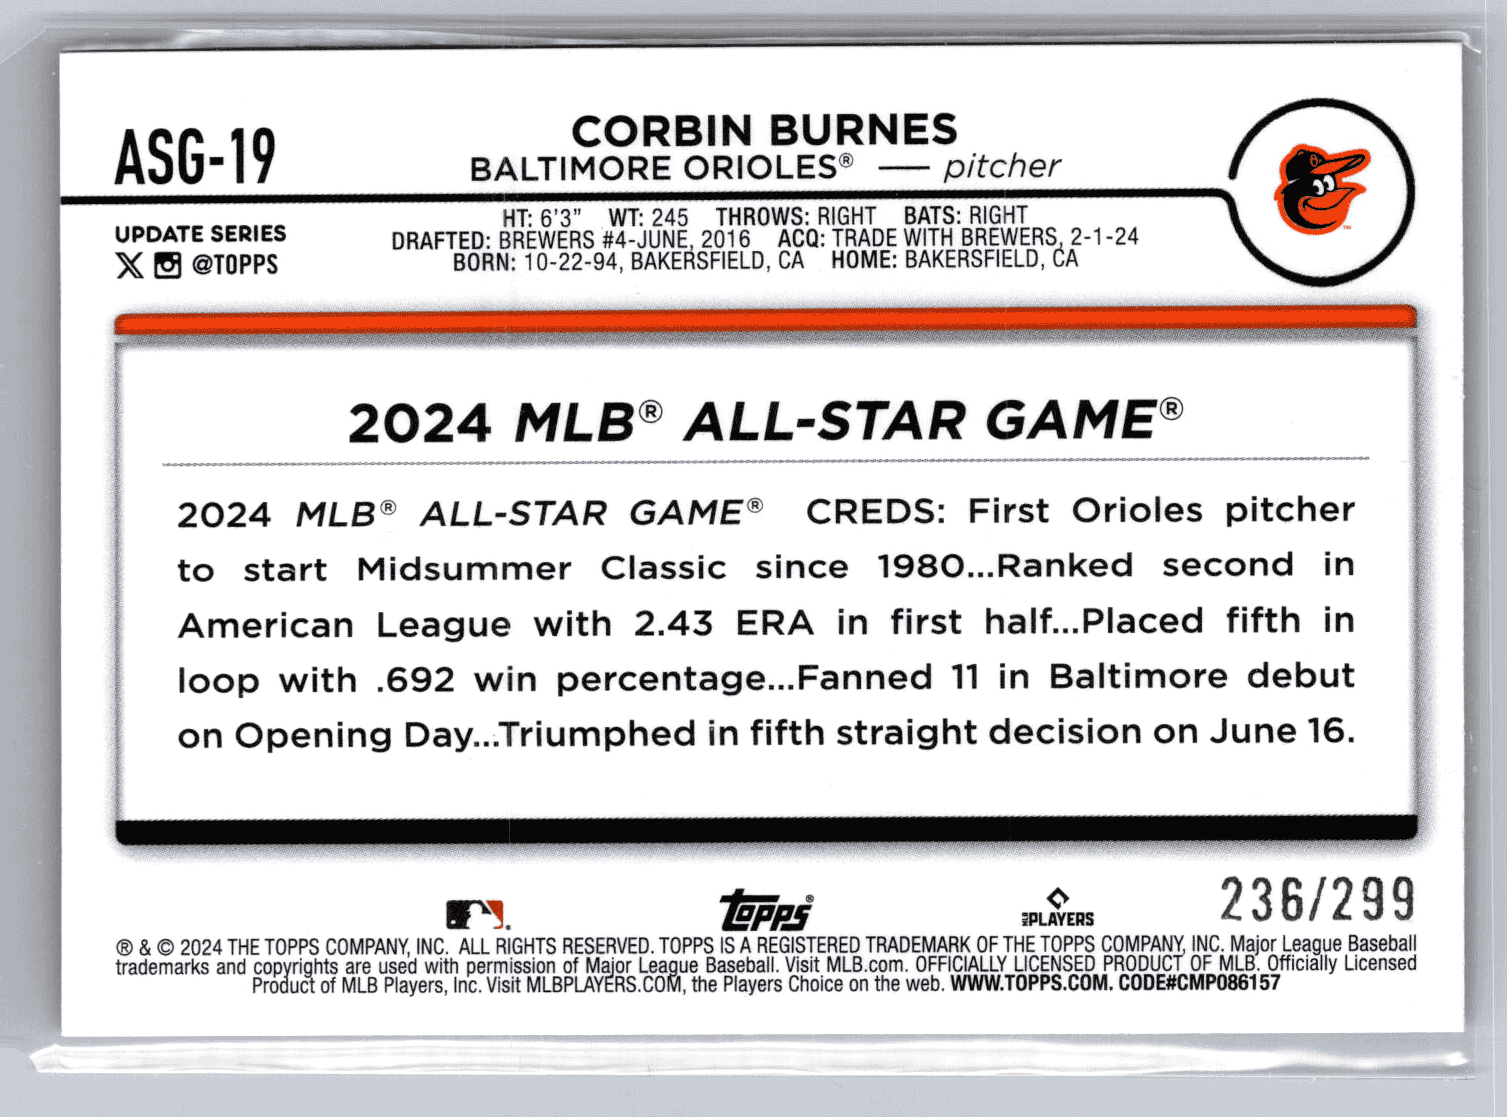 ASG-19
CORBIN BURNES
BALTIMORE ORIOLES® — pitcher
UPDATE SERIES
@TOPPS
HT: 6'3" WT: 245 THROWS: RIGHT BATS: RIGHT
DRAFTED: BREWERS #4-JUNE, 2016 ACQ: TRADE WITH BREWERS, 2-1-24
BORN: 10-22-94, BAKERSFIELD, CA HOME: BAKERSFIELD, CA
2024 MLB® ALL-STAR GAME®
2024 MLB® ALL-STAR GAME® CREDS: First Orioles pitcher
to start Midsummer Classic since 1980...Ranked second in
American League with 2.43 ERA in first half...Placed fifth in
loop with .692 win percentage...Fanned 11 in Baltimore debut
on Opening Day...Triumphed in fifth straight decision on June 16.
Topps®
MLB PLAYERS
236/299
® & © 2024 THE TOPPS COMPANY, INC. ALL RIGHTS RESERVED. TOPPS IS A REGISTERED TRADEMARK OF THE TOPPS COMPANY, INC. Major League Baseball
trademarks and copyrights are used with permission of Major League Baseball. Visit MLB.com. OFFICIALLY LICENSED PRODUCT OF MLB. Officially Licensed
Product of MLB Players, Inc. Visit MLBPLAYERS.COM, the Players Choice on the web. WWW.TOPPS.COM. CODE#CMP086157